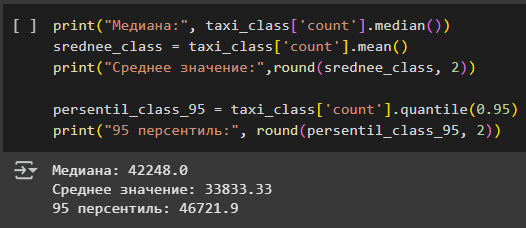 [ ] print("Медиана:", taxi_class['count'].median())
srednee_class = taxi_class['count'].mean()
print("Среднее значение:",round(srednee_class, 2))
persentil_class_95 = taxi_class['count'].quantile(0.95)
print("95 персентиль:", round(persentil_class_95, 2))
Медиана: 42248.0
Среднее значение: 33833.33
95 персентиль: 46721.9